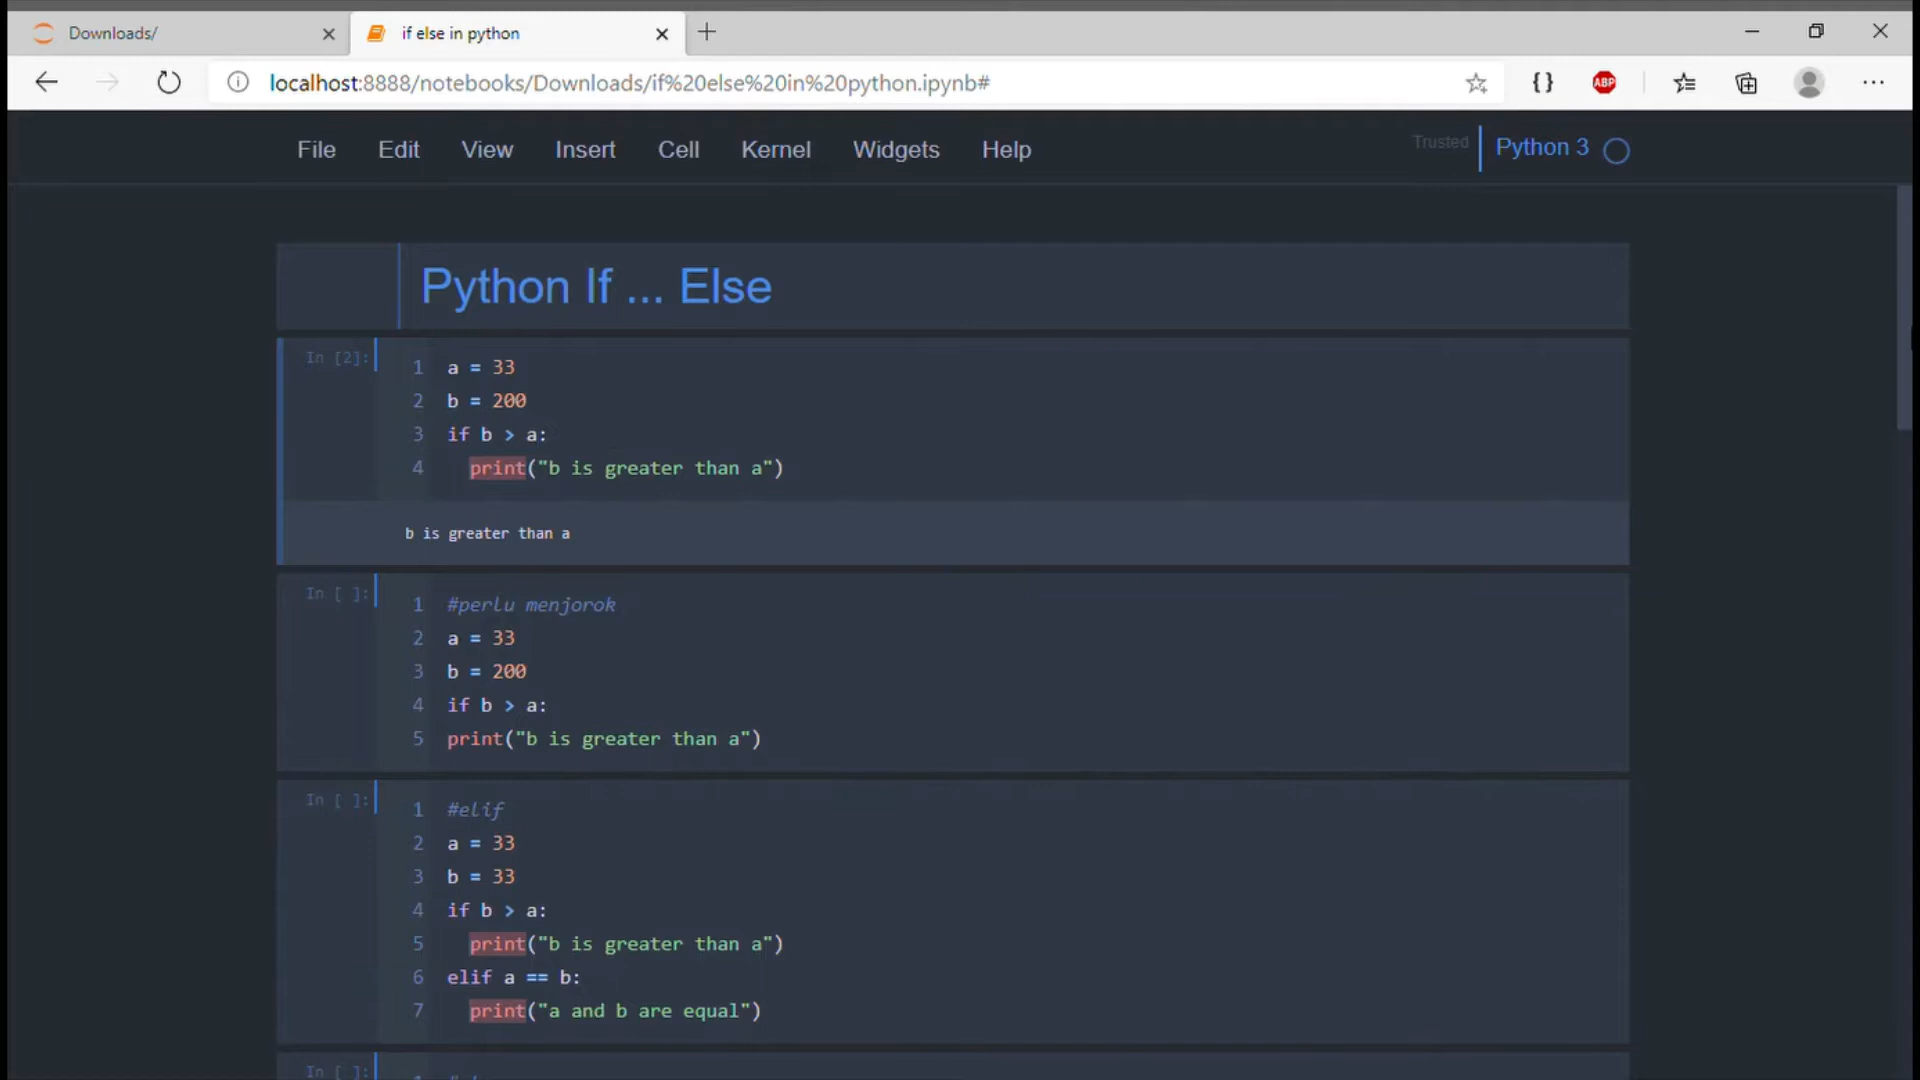 Downloads/
if else in python
localhost:8888/notebooks/Downloads/if%20else%20in%20python.ipynb#
{}
ABP
File Edit View Insert Cell Kernel Widgets Help
Trusted
Python 3
Python If ... Else
In [2]:
1 a = 33
2 b = 200
3 if b > a:
4   print("b is greater than a")
b is greater than a
In [ ]:
1 #perlu menjorok
2 a = 33
3 b = 200
4 if b > a:
5 print("b is greater than a")
In [ ]:
1 #elif
2 a = 33
3 b = 33
4 if b > a:
5   print("b is greater than a")
6 elif a == b:
7   print("a and b are equal")
In [ ]: